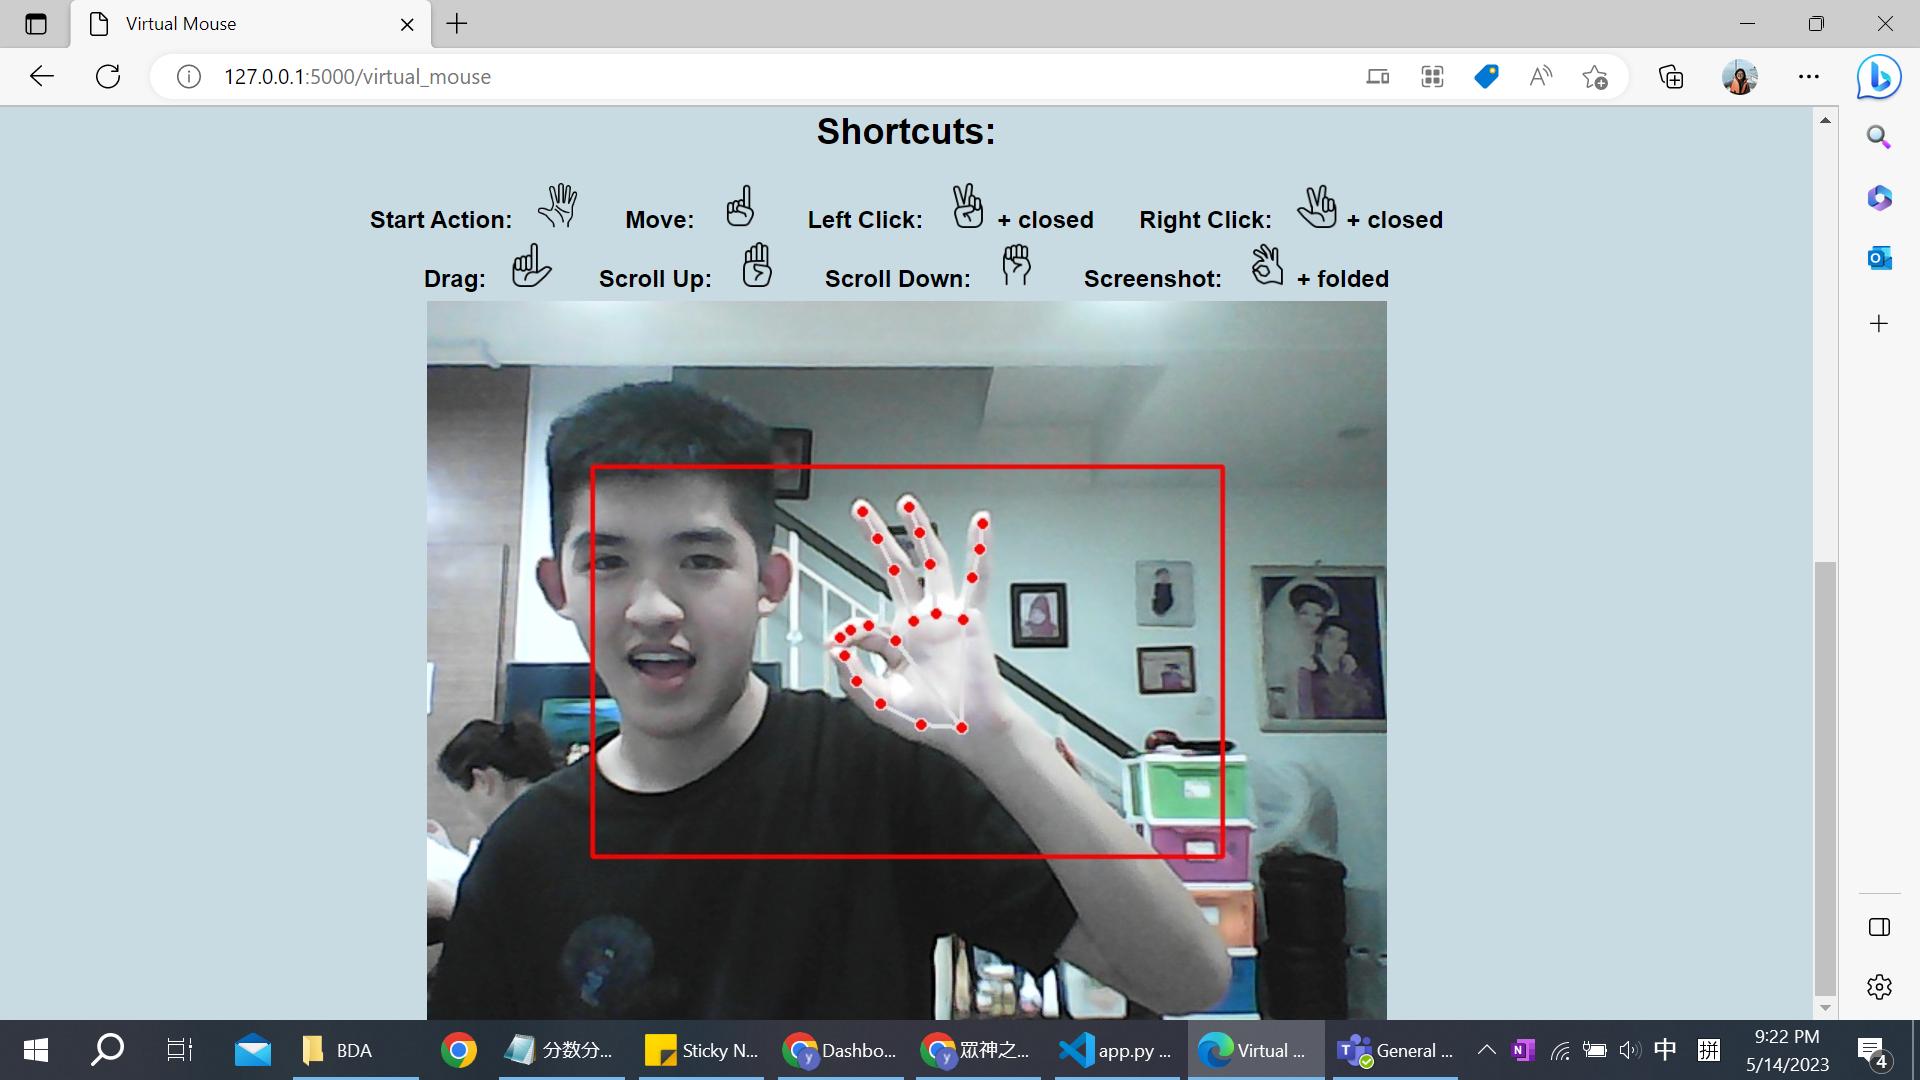 Virtual Mouse
127.0.0.1:5000/virtual_mouse
Shortcuts:
Start Action: Move: Left Click: + closed Right Click: + closed
Drag: Scroll Up: Scroll Down: Screenshot: + folded
BDA 分数分... Sticky N... Dashbo... 眾神之... app.py ... Virtual ... General ... 中 拼
9:22 PM
5/14/2023
4